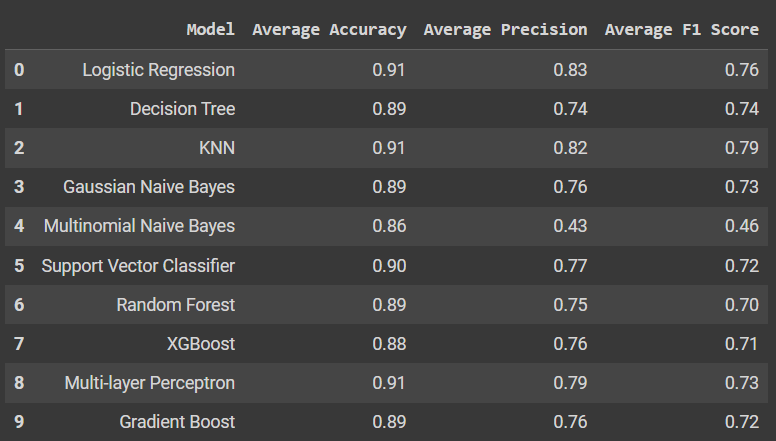 Model Average Accuracy Average Precision Average F1 Score
0 Logistic Regression 0.91 0.83 0.76
1 Decision Tree 0.89 0.74 0.74
2 KNN 0.91 0.82 0.79
3 Gaussian Naive Bayes 0.89 0.76 0.73
4 Multinomial Naive Bayes 0.86 0.43 0.46
5 Support Vector Classifier 0.90 0.77 0.72
6 Random Forest 0.89 0.75 0.70
7 XGBoost 0.88 0.76 0.71
8 Multi-layer Perceptron 0.91 0.79 0.73
9 Gradient Boost 0.89 0.76 0.72